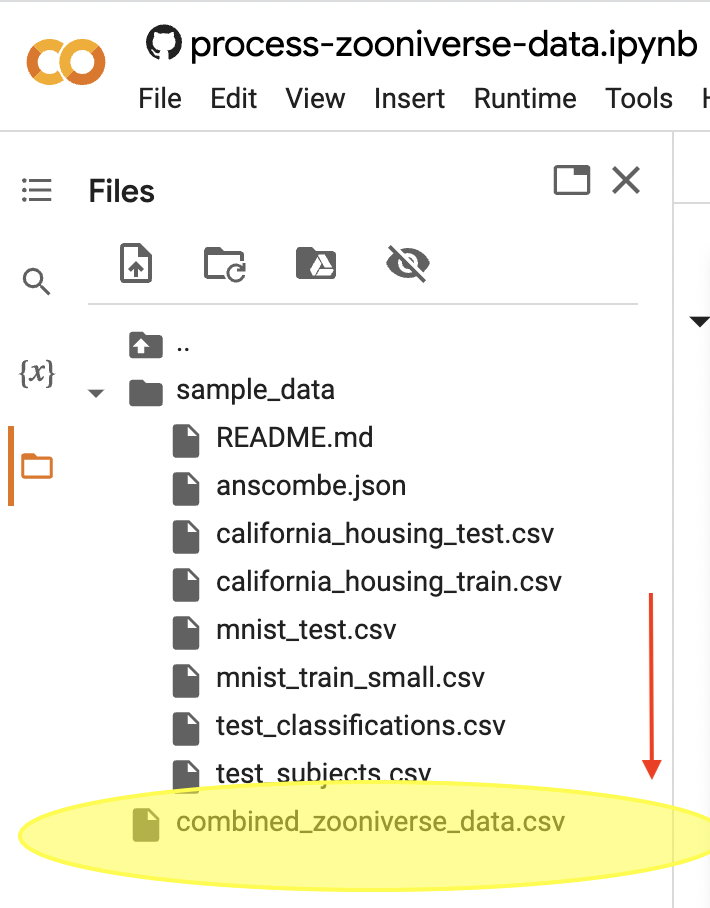 process-zooniverse-data.ipynb
File Edit View Insert Runtime Tools
Files
{x}
..
sample_data
README.md
anscombe.json
california_housing_test.csv
california_housing_train.csv
mnist_test.csv
mnist_train_small.csv
test_classifications.csv
test_subjects.csv
combined_zooniverse_data.csv